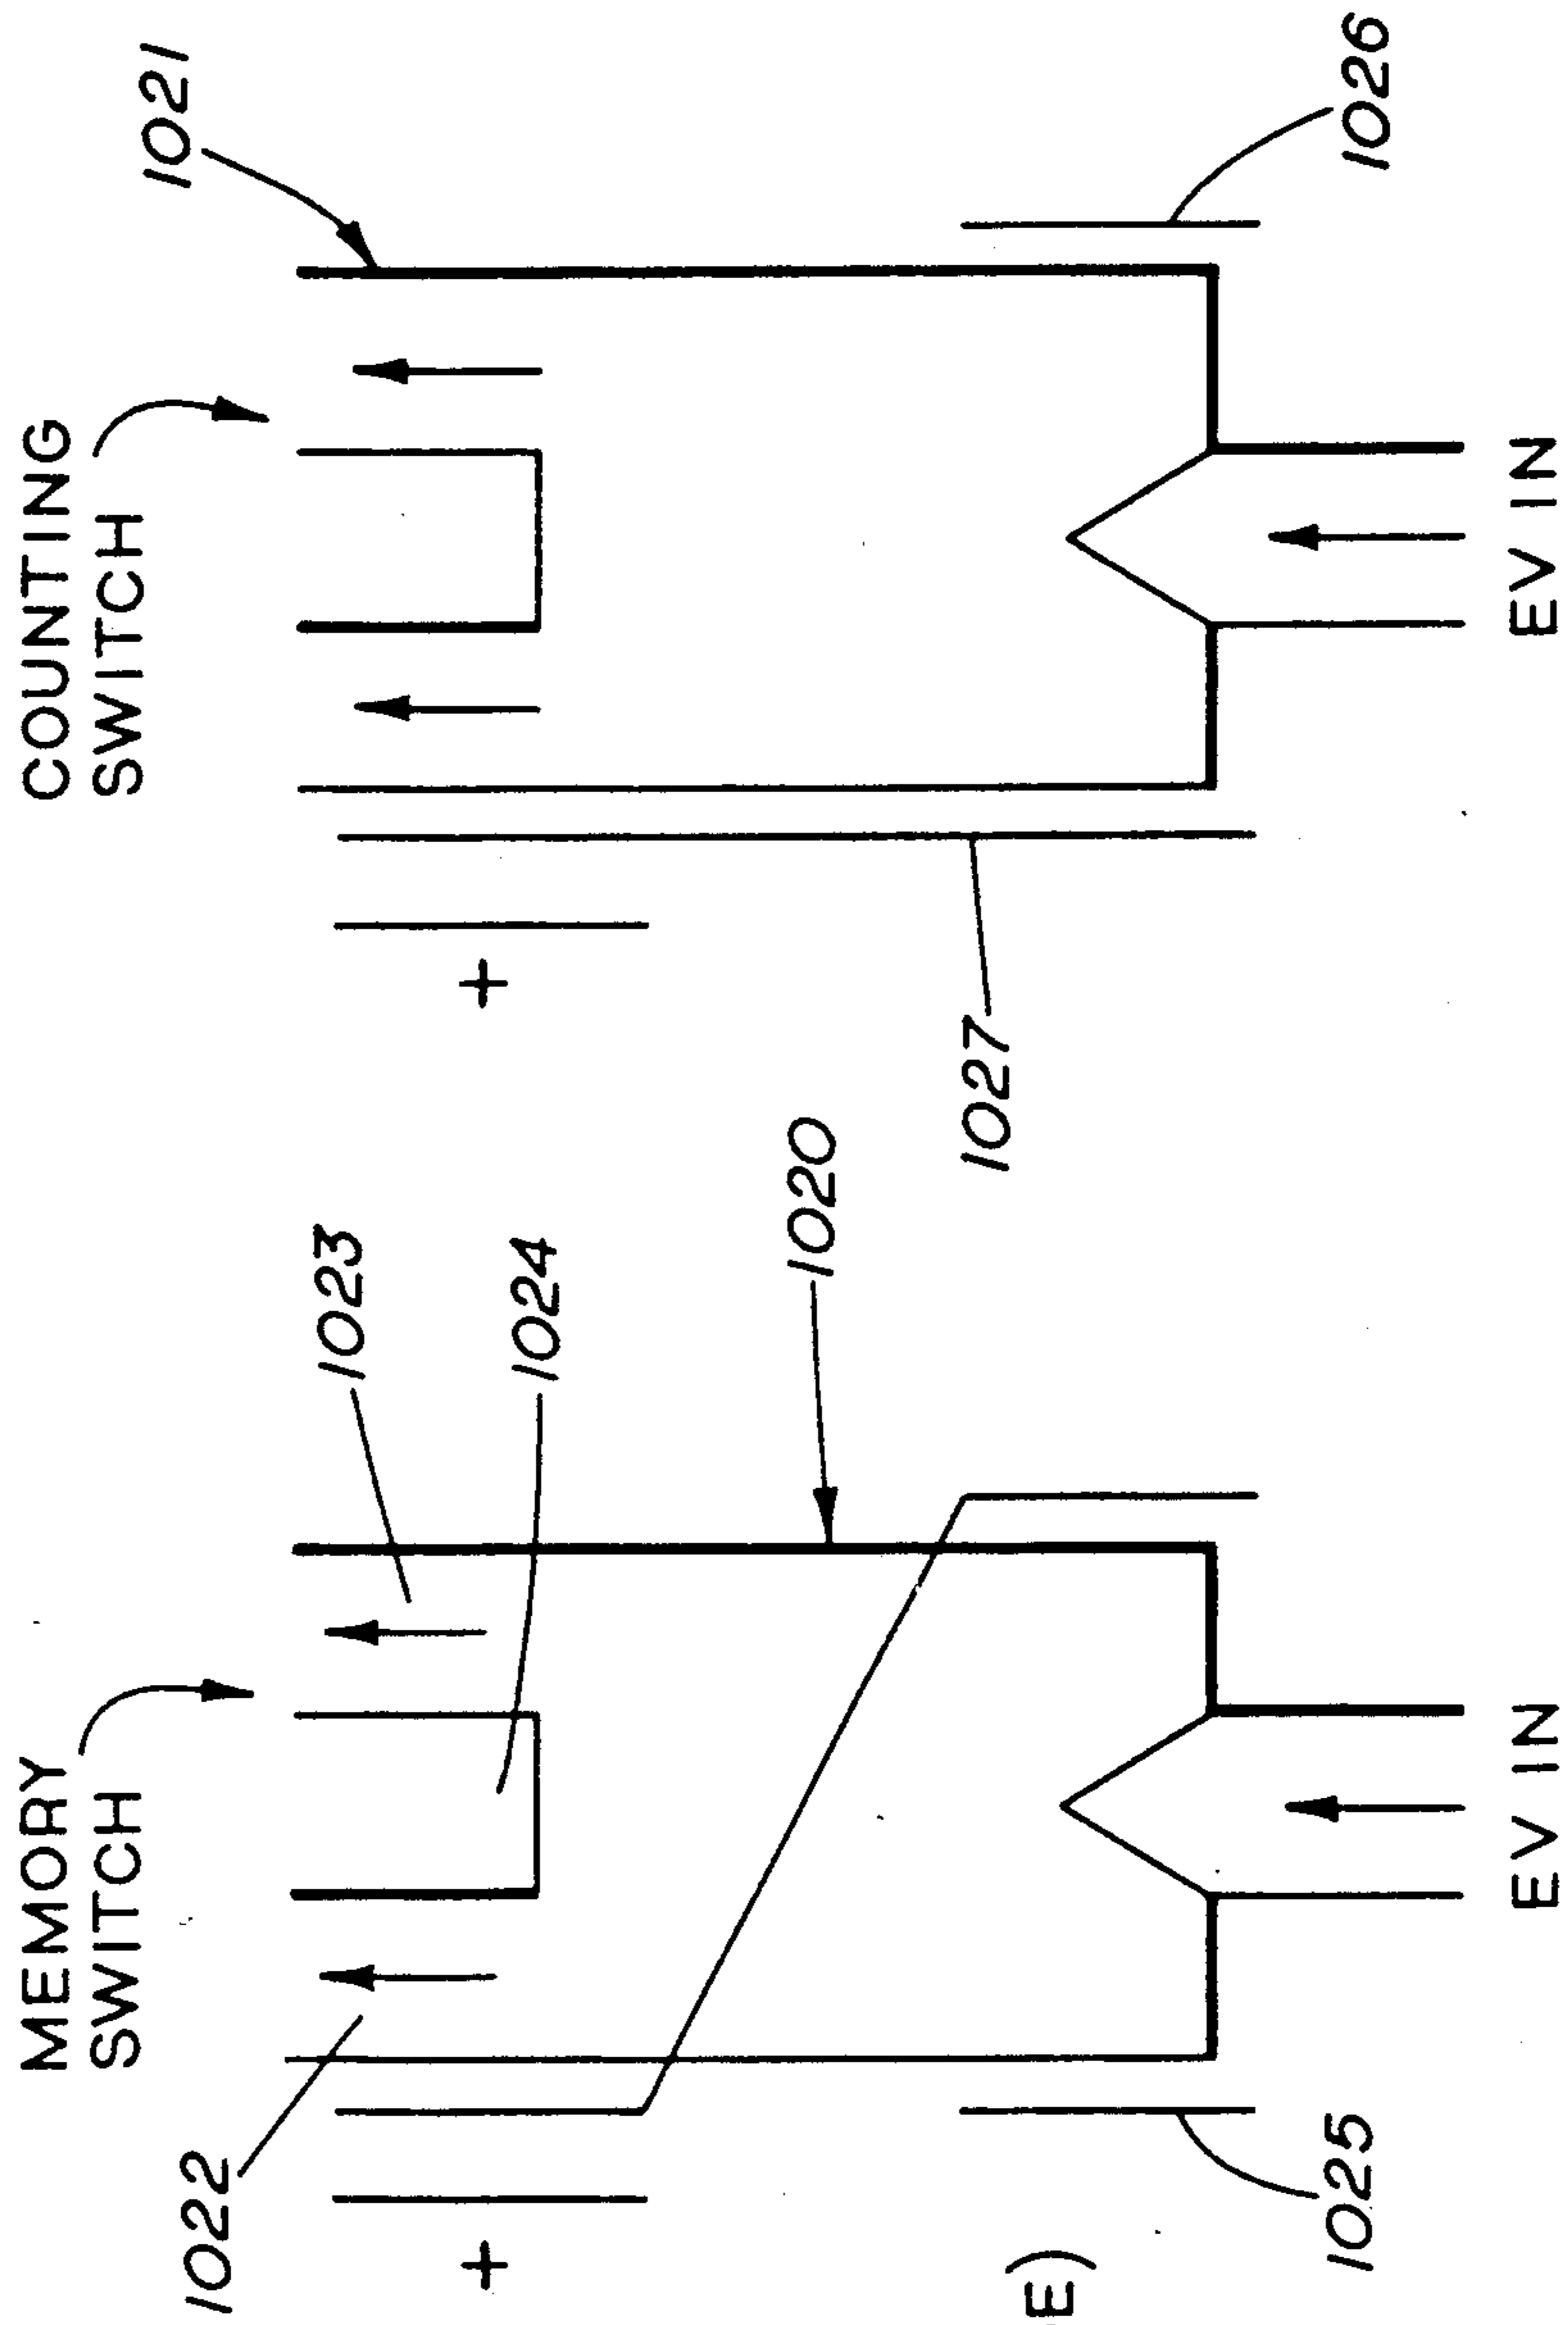 MEMORY
SWITCH
COUNTING
SWITCH
1021
1022
1023
1024
1020
+
+
1027
E)
1025
1026
EV IN
EV IN